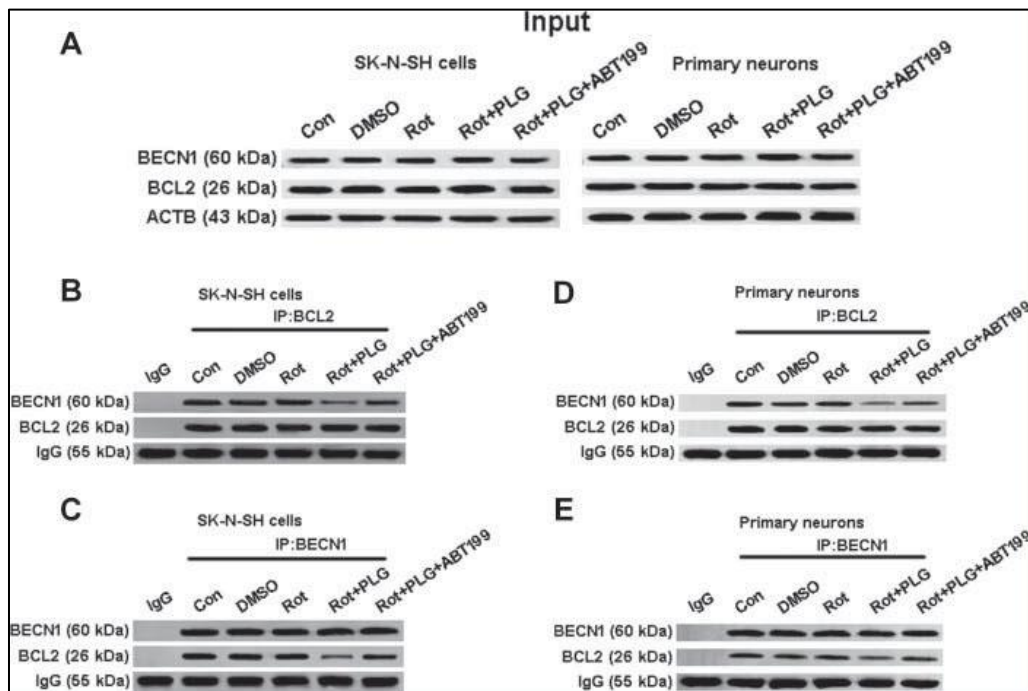 Input
A
SK-N-SH cells
Primary neurons
Con DMSO Rot Rot+PLG Rot+PLG+ABT199
Con DMSO Rot Rot+PLG Rot+PLG+ABT199
BECN1 (60 kDa)
BCL2 (26 kDa)
ACTB (43 kDa)
B
SK-N-SH cells
IP:BCL2
IgG Con DMSO Rot Rot+PLG Rot+PLG+ABT199
BECN1 (60 kDa)
BCL2 (26 kDa)
IgG (55 kDa)
D
Primary neurons
IP:BCL2
IgG Con DMSO Rot Rot+PLG Rot+PLG+ABT199
BECN1 (60 kDa)
BCL2 (26 kDa)
IgG (55 kDa)
C
SK-N-SH cells
IP:BECN1
IgG Con DMSO Rot Rot+PLG Rot+PLG+ABT199
BECN1 (60 kDa)
BCL2 (26 kDa)
IgG (55 kDa)
E
Primary neurons
IP:BECN1
IgG Con DMSO Rot Rot+PLG Rot+PLG+ABT199
BECN1 (60 kDa)
BCL2 (26 kDa)
IgG (55 kDa)